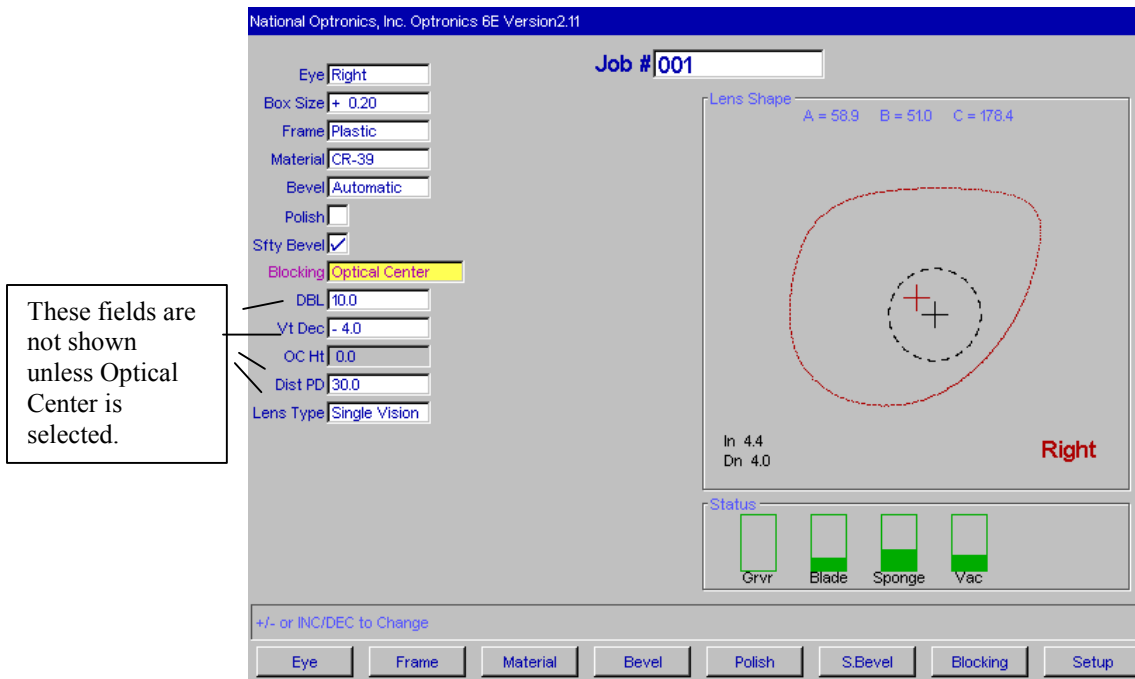 National Optronics, Inc. Optronics 6E Version2.11
Job # 001
Eye Right
Box Size + 0.20
Frame Plastic
Material CR-39
Bevel Automatic
Polish
Sfty Bevel
Blocking Optical Center
DBL 10.0
Vt Dec - 4.0
OC Ht 0.0
Dist PD 30.0
Lens Type Single Vision
These fields are
not shown
unless Optical
Center is
selected.
Lens Shape
A = 58.9 B = 51.0 C = 178.4
In 4.4
Dn 4.0
Right
Status
Grvr Blade Sponge Vac
+/- or INC/DEC to Change
Eye Frame Material Bevel Polish S.Bevel Blocking Setup